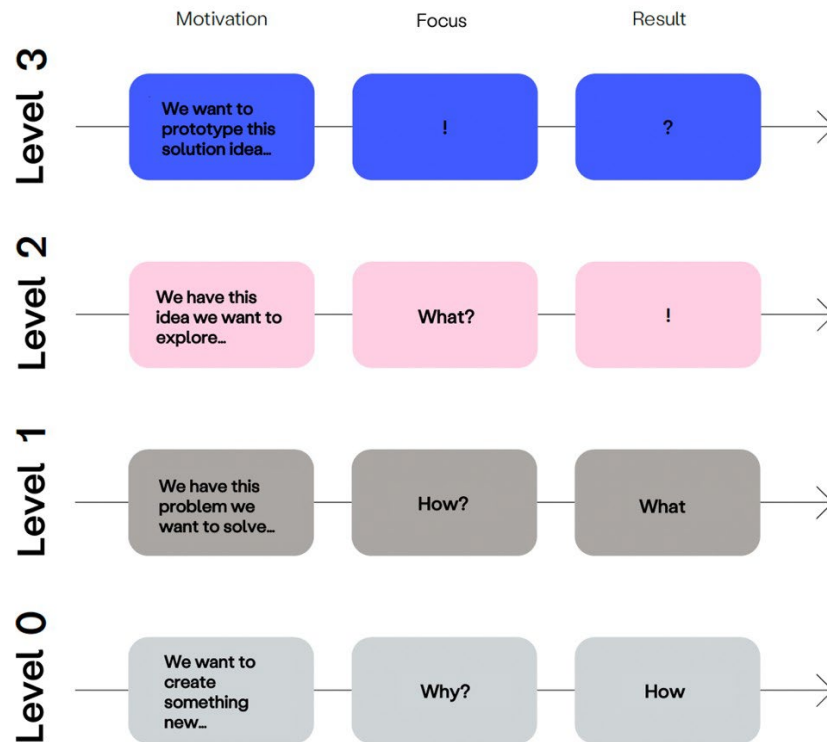 Motivation
Focus
Result
Level 3
We want to
prototype this
solution idea...
!
?
Level 2
We have this
idea we want to
explore...
What?
!
Level 1
We have this
problem we
want to solve...
How?
What
Level 0
We want to
create
something
new...
Why?
How